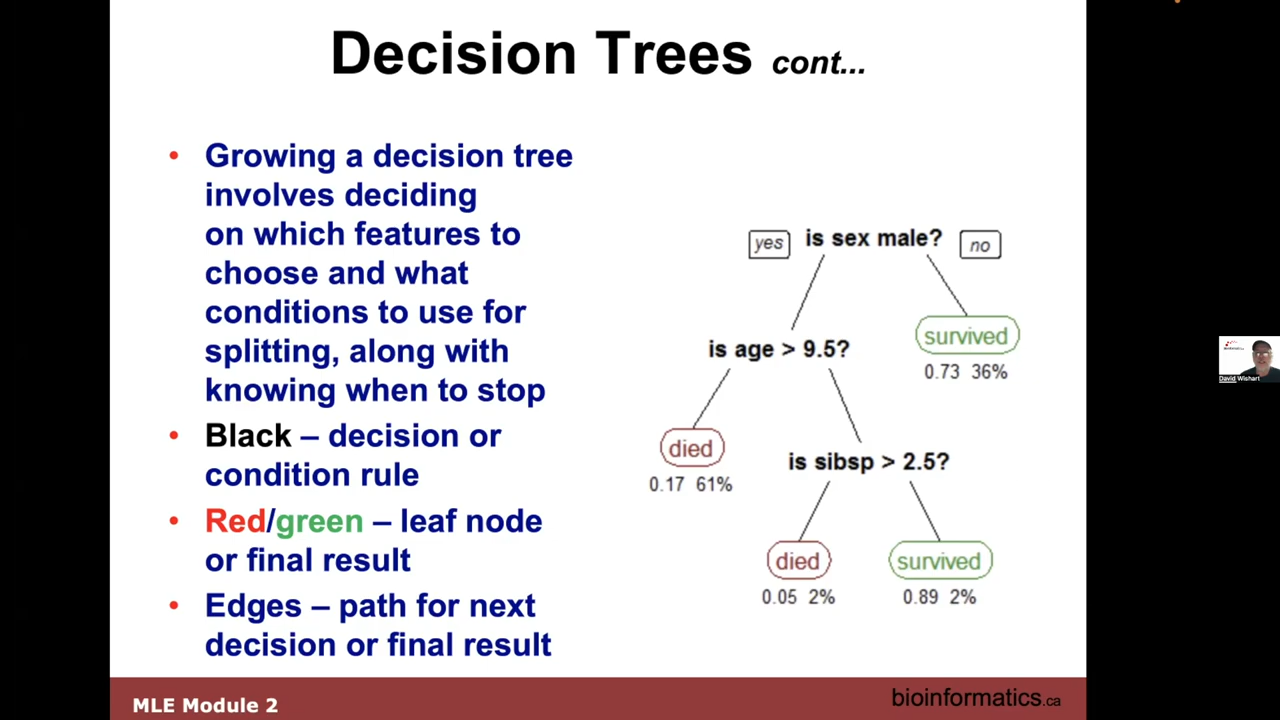 Decision Trees cont...
• Growing a decision tree
involves deciding
on which features to
choose and what
conditions to use for
splitting, along with
knowing when to stop
• Black – decision or
condition rule
• Red/green – leaf node
or final result
• Edges – path for next
decision or final result
yes is sex male? no
survived
0.73 36%
is age > 9.5?
died
0.17 61%
is sibsp > 2.5?
died
0.05 2%
survived
0.89 2%
MLE Module 2
bioinformatics.ca
David Wishart